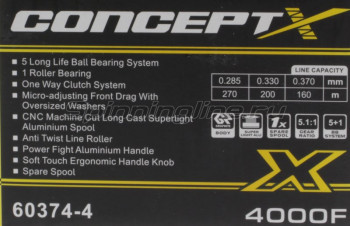 CONCEPT X
5 Long Life Ball Bearing System
1 Roller Bearing
One Way Clutch System
Micro-adjusting Front Drag With
Oversized Washers
CNC Machine Cut Long Cast Superlight
Aluminium Spool
Anti Twist Line Roller
Power Fight Aluminium Handle
Soft Touch Ergonomic Handle Knob
Spare Spool
LINE CAPACITY
0.285 0.330 0.370 mm
270 200 160 m
BODY
SUPER
1x
SPARE
SPOOL
5.1:1
GEAR
RATIO
5+1
BB
SYSTEM
X
60374-4
4000F